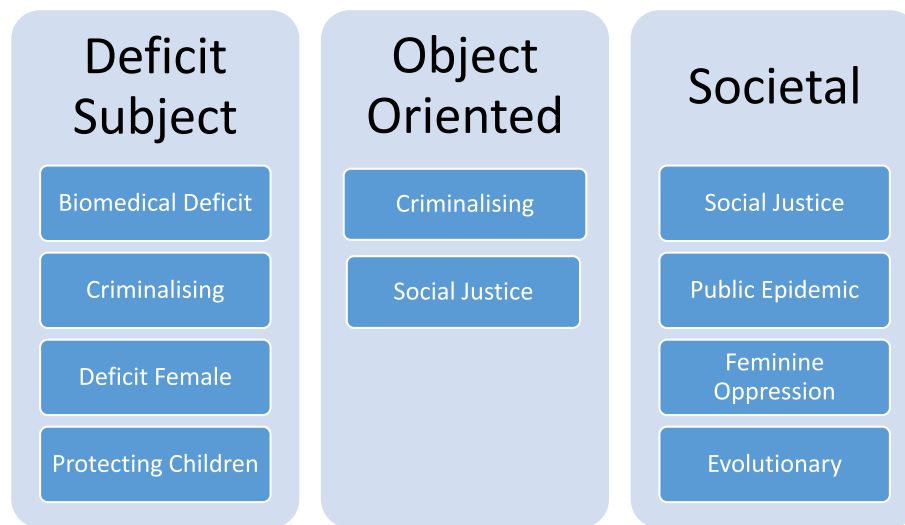 Deficit
Subject
Biomedical Deficit
Criminalising
Deficit Female
Protecting Children
Object
Oriented
Criminalising
Social Justice
Societal
Social Justice
Public Epidemic
Feminine
Oppression
Evolutionary